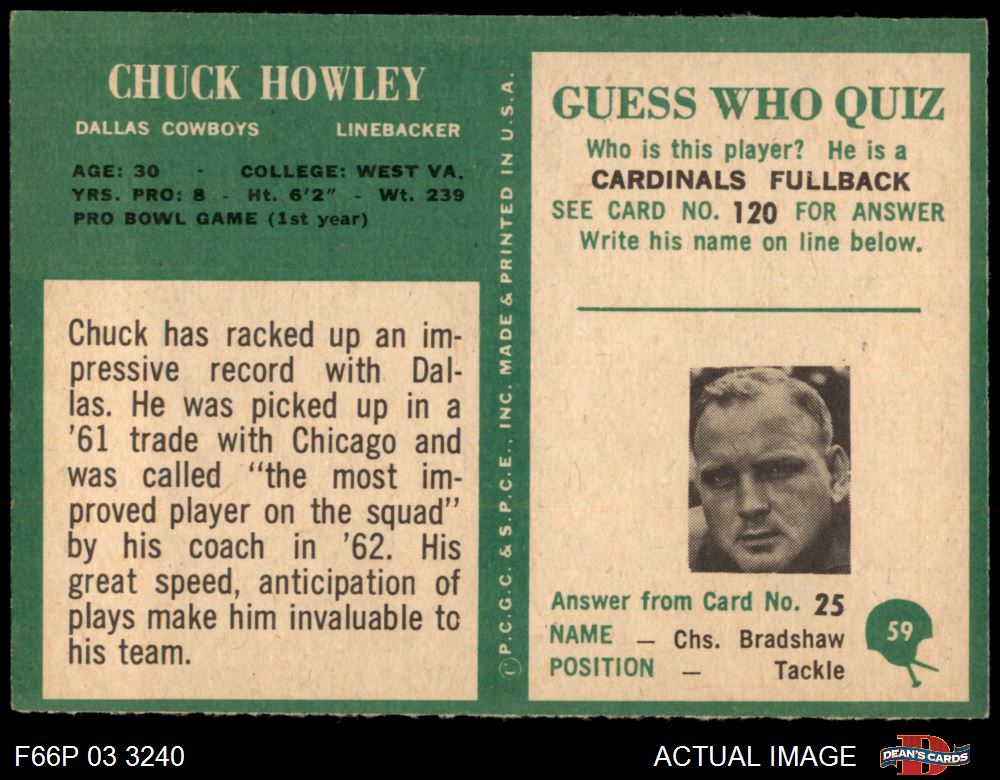 CHUCK HOWLEY
DALLAS COWBOYS LINEBACKER
AGE: 30 - COLLEGE: WEST VA.
YRS. PRO: 8 - Ht. 6'2" - Wt. 239
PRO BOWL GAME (1st year)
Chuck has racked up an im-
pressive record with Dal-
las. He was picked up in a
'61 trade with Chicago and
was called "the most im-
proved player on the squad"
by his coach in '62. His
great speed, anticipation of
plays make him invaluable to
his team.
Ⓒ P.C.G.C. & S.P.C.E., INC. MADE & PRINTED IN U.S.A.
GUESS WHO QUIZ
Who is this player? He is a
CARDINALS FULLBACK
SEE CARD NO. 120 FOR ANSWER
Write his name on line below.
Answer from Card No. 25
NAME — Chs. Bradshaw
POSITION — Tackle
59
F66P 03 3240
ACTUAL IMAGE
D
DEAN'S CARDS